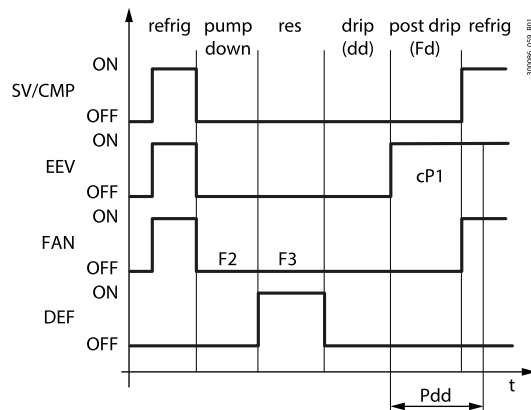 refrig pump down res drip (dd) post drip (Fd) refrig
ON
SV/CMP
OFF
ON
EEV
OFF
cP1
ON
FAN
OFF
F2 F3
ON
DEF
OFF
t
Pdd
300086_059_R01